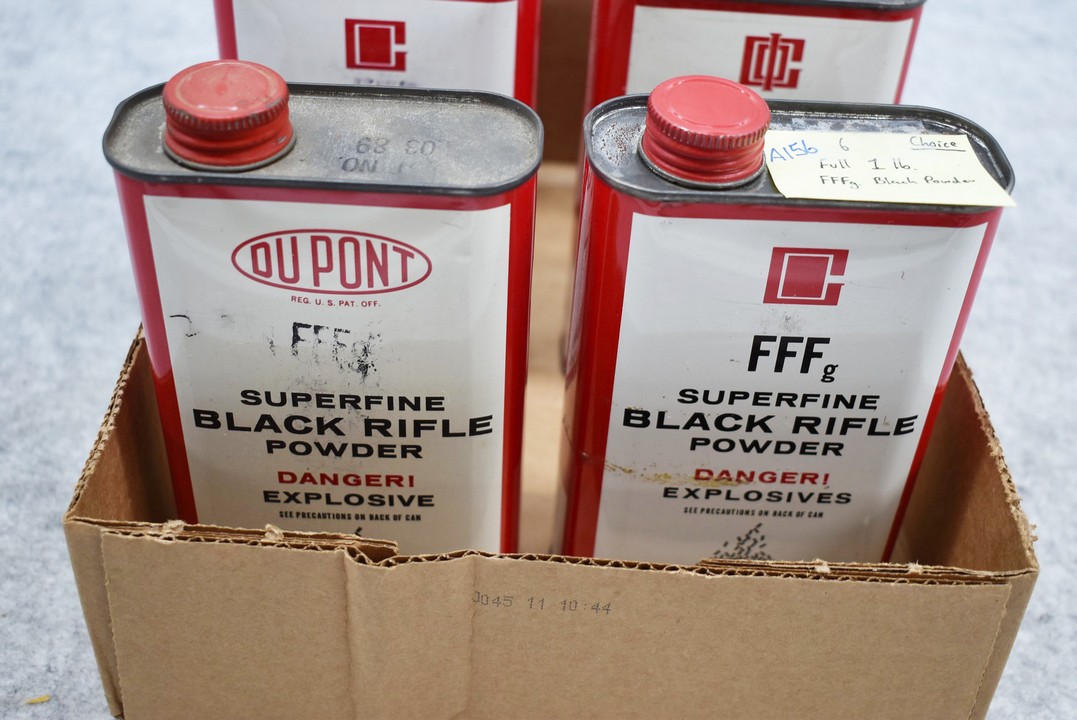 A156 6 Choice
Full 1 lb.
FFFg Black Powder
DU PONT
REG. U. S. PAT. OFF.
FFFg
SUPERFINE
BLACK RIFLE
POWDER
DANGER!
EXPLOSIVE
SEE PRECAUTIONS ON BACK OF CAN
FFFg
SUPERFINE
BLACK RIFLE
POWDER
DANGER!
EXPLOSIVES
SEE PRECAUTIONS ON BACK OF CAN
J045 11 10:44